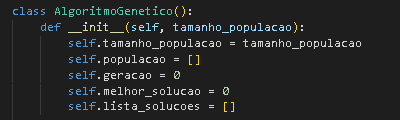 class AlgoritmoGenetico():
    def __init__(self, tamanho_populacao):
        self.tamanho_populacao = tamanho_populacao
        self.populacao = []
        self.geracao = 0
        self.melhor_solucao = 0
        self.lista_solucoes = []